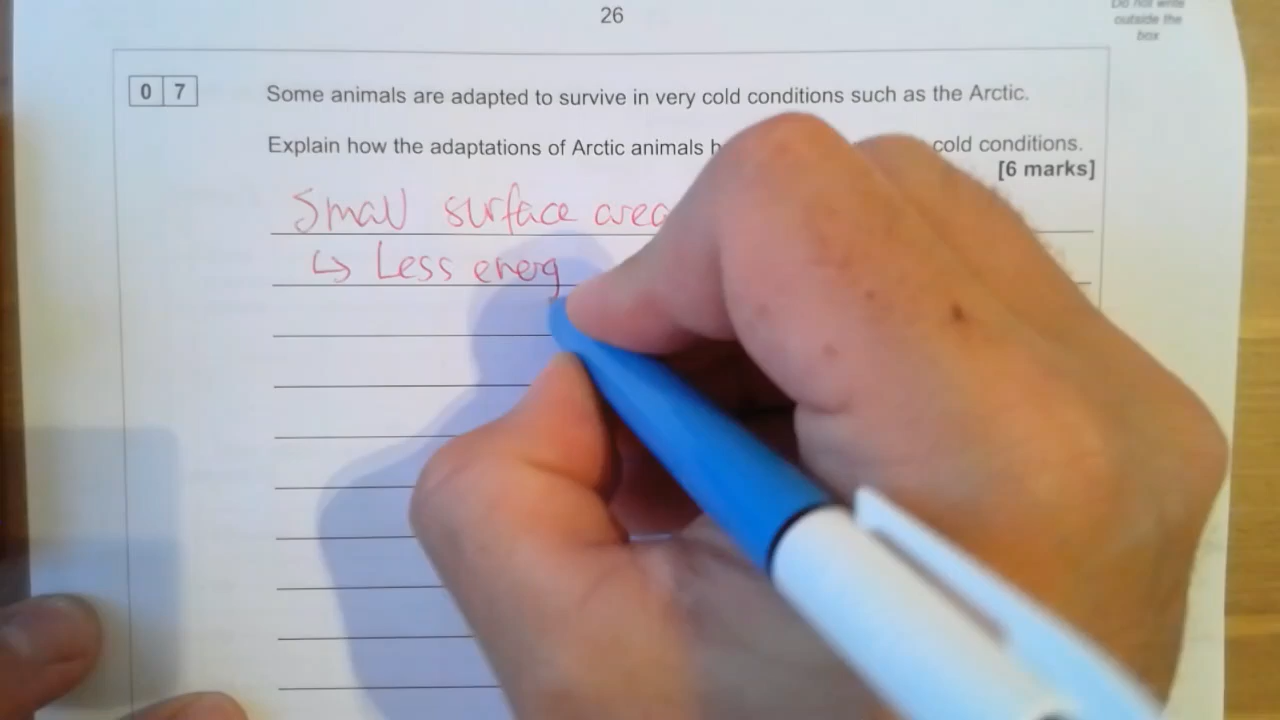 26
Do not write
outside the
box
0 7
Some animals are adapted to survive in very cold conditions such as the Arctic.
Explain how the adaptations of Arctic animals cold conditions.
[6 marks]
Small surface area
↳ Less energ